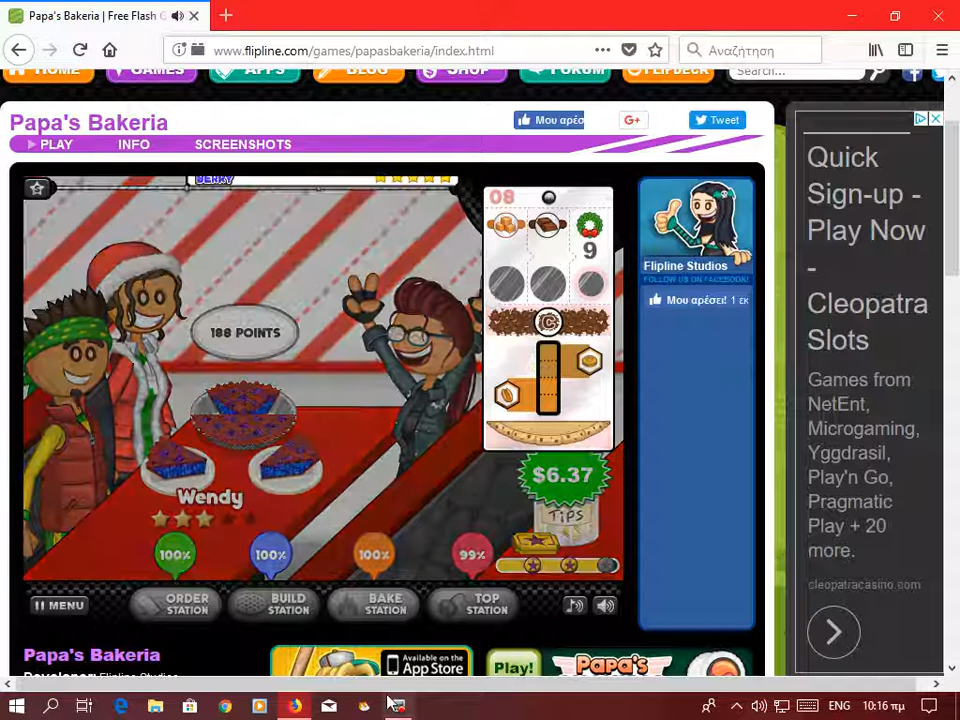 Papa's Bakeria | Free Flash G
www.flipline.com/games/papasbakeria/index.html
Αναζήτηση
HOME
GAMES
APPS
BLOG
SHOP
FORUM
FLIPDECK
Search...
Papa's Bakeria
Μου αρέσ
G+
Tweet
PLAY
INFO
SCREENSHOTS
08
9
188 POINTS
Wendy
$6.37
TIPS
100%
100%
100%
99%
MENU
ORDER STATION
BUILD STATION
BAKE STATION
TOP STATION
Flipline Studios
FOLLOW US ON FACEBOOK!
Μου αρέσει! 1 εκ
Quick
Sign-up -
Play Now
-
Cleopatra
Slots
Games from
NetEnt,
Microgaming,
Yggdrasil,
Play'n Go,
Pragmatic
Play + 20
more.
cleopatracasino.com
Papa's Bakeria
Available on the
App Store
Play!
Papa's
ENG
10:16 πμ